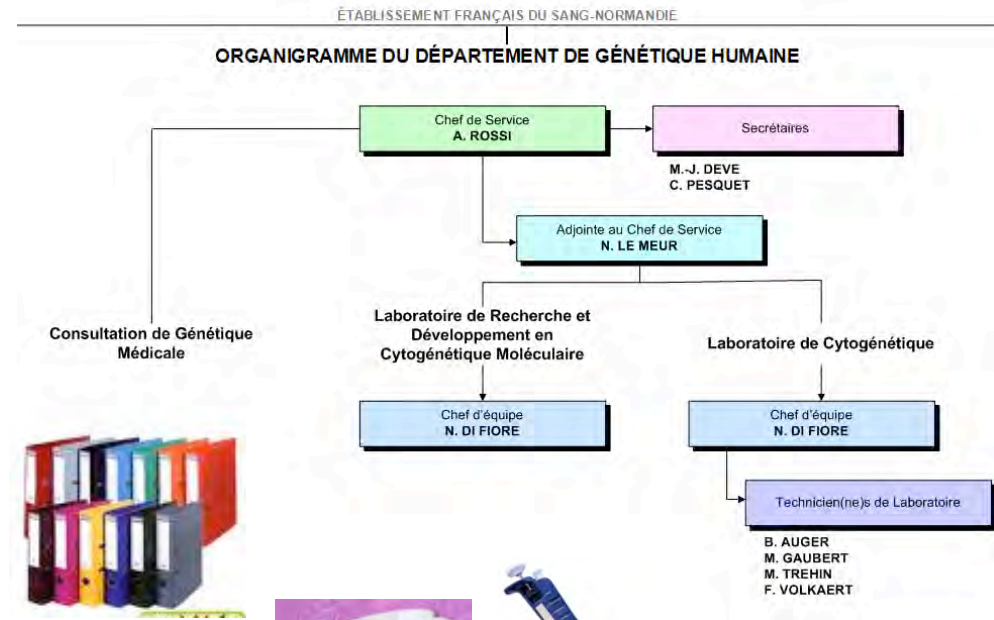 ÉTABLISSEMENT FRANÇAIS DU SANG-NORMANDIE
ORGANIGRAMME DU DÉPARTEMENT DE GÉNÉTIQUE HUMAINE
Chef de Service
A. ROSSI
Secrétaires
M.-J. DEVE
C. PESQUET
Adjointe au Chef de Service
N. LE MEUR
Consultation de Génétique
Médicale
Laboratoire de Recherche et
Développement en
Cytogénétique Moléculaire
Laboratoire de Cytogénétique
Chef d'équipe
N. DI FIORE
Chef d'équipe
N. DI FIORE
Technicien(ne)s de Laboratoire
B. AUGER
M. GAUBERT
M. TREHIN
F. VOLKAERT